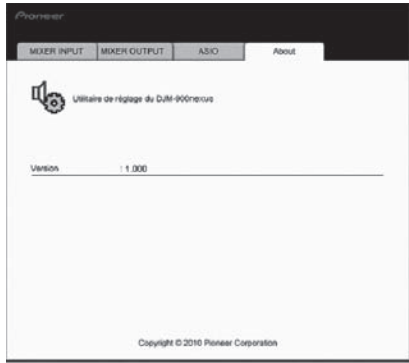 Pioneer
MIXER INPUT MIXER OUTPUT ASIO About
Utilitaire de réglage du DJM-900nexus
Version : 1.000
Copyright © 2010 Pioneer Corporation